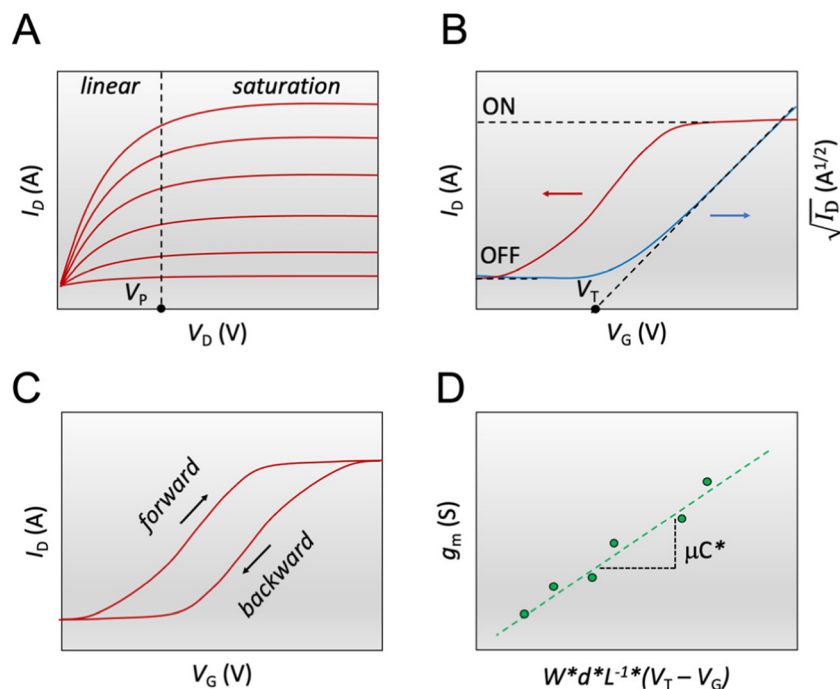 A
linear
saturation
I_D (A)
V_P
V_D (V)
B
ON
I_D (A)
OFF
V_T
√I_D (A^1/2)
V_G (V)
C
forward
backward
I_D (A)
V_G (V)
D
g_m (S)
μC*
W*d*L^-1*(V_T – V_G)